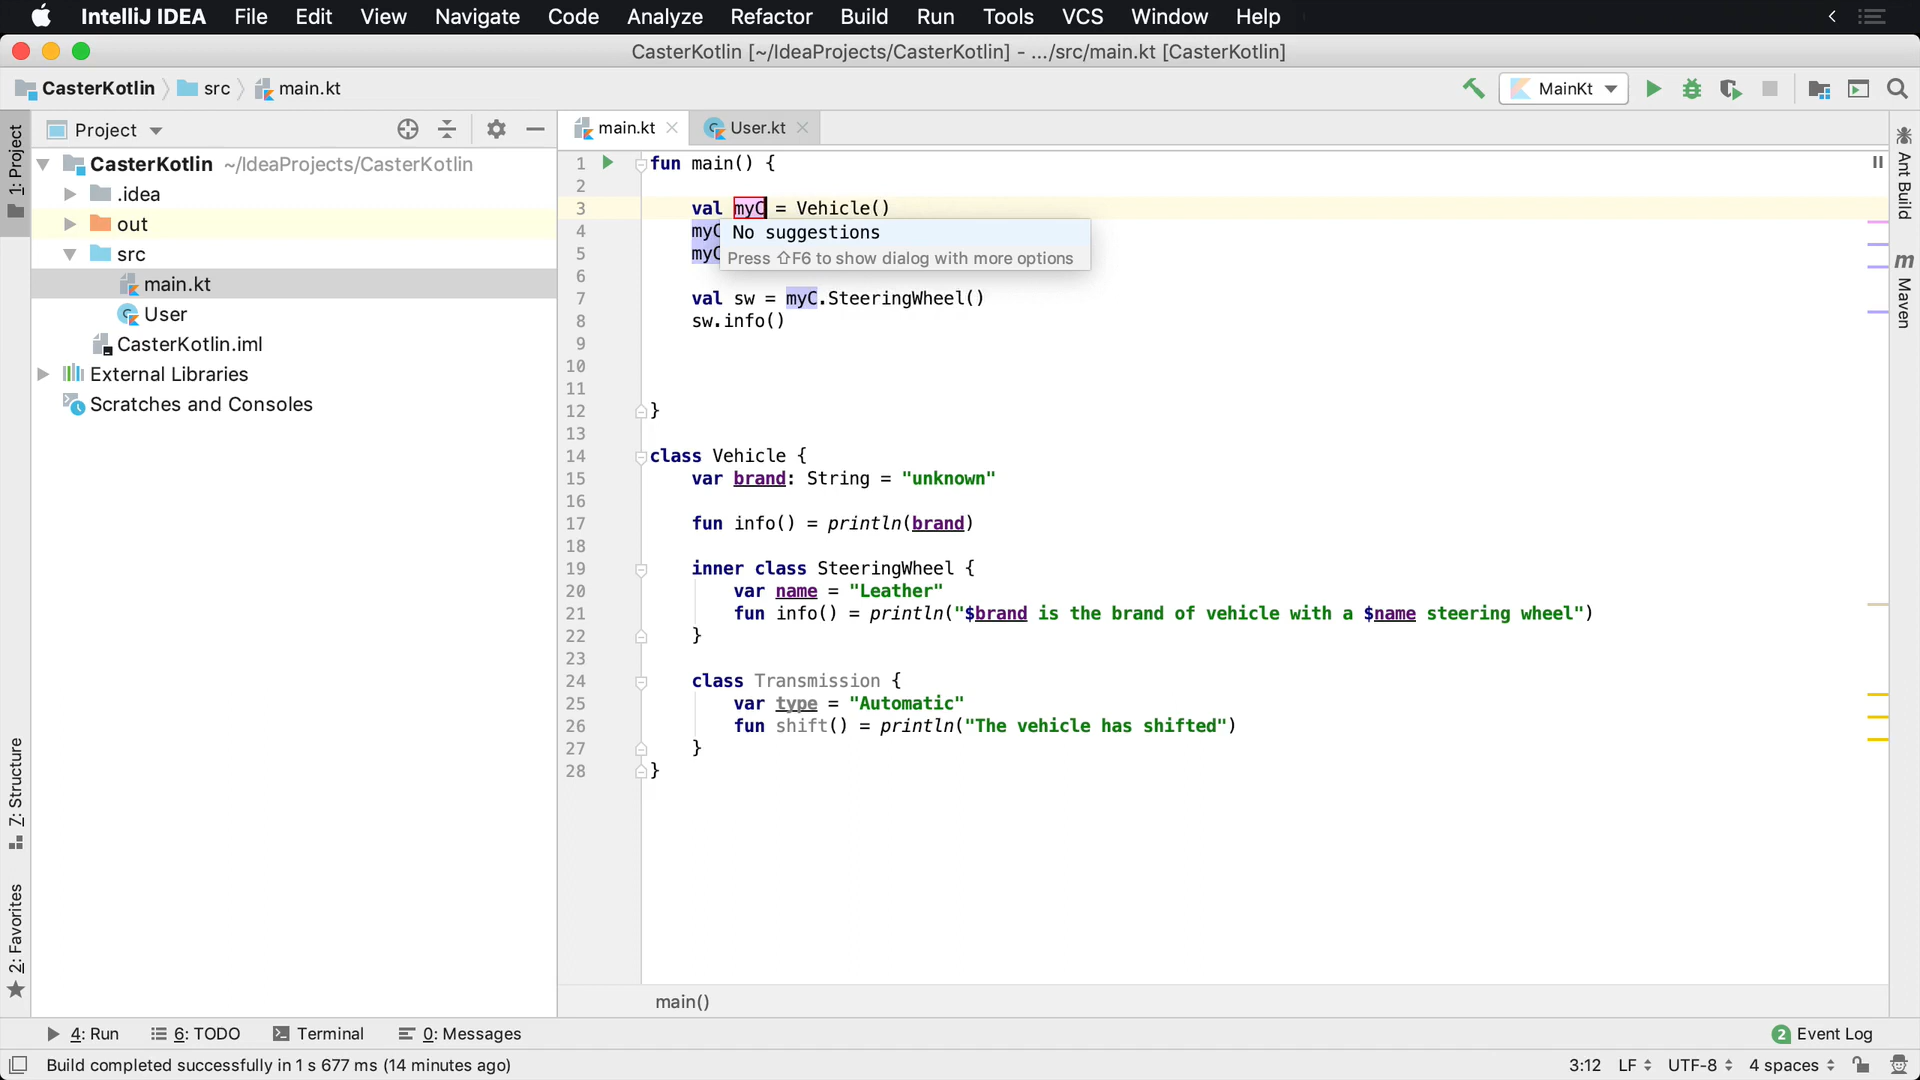 IntelliJ IDEA File Edit View Navigate Code Analyze Refactor Build Run Tools VCS Window Help
CasterKotlin [~/IdeaProjects/CasterKotlin] - .../src/main.kt [CasterKotlin]
CasterKotlin src main.kt MainKt
Project
main.kt User.kt
1: Project
CasterKotlin ~/IdeaProjects/CasterKotlin
.idea
out
src
main.kt
User
CasterKotlin.iml
External Libraries
Scratches and Consoles
7: Structure
2: Favorites
1 fun main() {
2
3 val myC = Vehicle()
4 myC
5 myC
No suggestions
Press ⇧F6 to show dialog with more options
6
7 val sw = myC.SteeringWheel()
8 sw.info()
9
10
11
12 }
13
14 class Vehicle {
15 var brand: String = "unknown"
16
17 fun info() = println(brand)
18
19 inner class SteeringWheel {
20 var name = "Leather"
21 fun info() = println("$brand is the brand of vehicle with a $name steering wheel")
22 }
23
24 class Transmission {
25 var type = "Automatic"
26 fun shift() = println("The vehicle has shifted")
27 }
28 }
Ant Build
m Maven
main()
4: Run 6: TODO Terminal 0: Messages 2 Event Log
Build completed successfully in 1 s 677 ms (14 minutes ago) 3:12 LF UTF-8 4 spaces